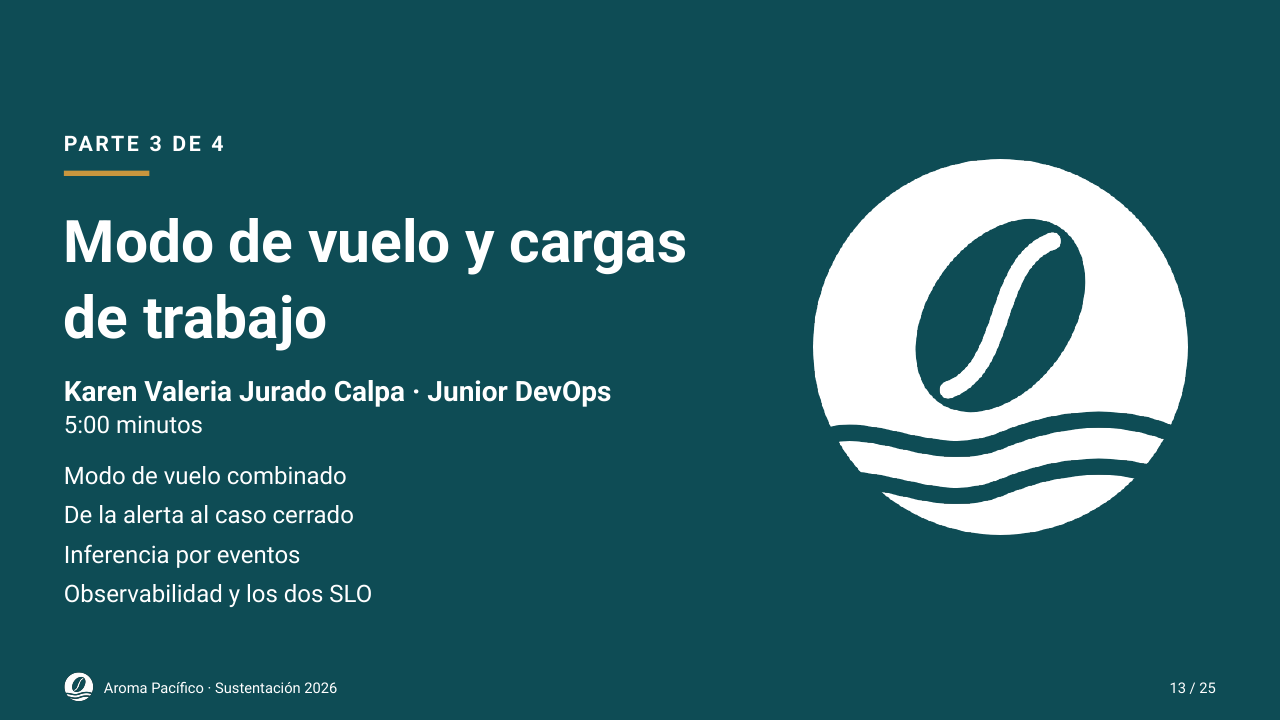 PARTE 3 DE 4
Modo de vuelo y cargas
de trabajo
Karen Valeria Jurado Calpa · Junior DevOps
5:00 minutos
Modo de vuelo combinado
De la alerta al caso cerrado
Inferencia por eventos
Observabilidad y los dos SLO
Aroma Pacífico · Sustentación 2026
13 / 25